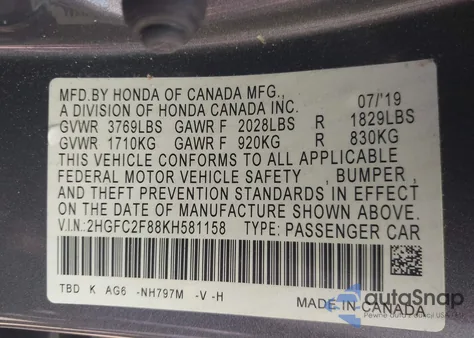 MFD.BY HONDA OF CANADA MFG.,
A DIVISION OF HONDA CANADA INC. 07/'19
GVWR 3769LBS GAWR F 2028LBS R 1829LBS
GVWR 1710KG GAWR F 920KG R 830KG
THIS VEHICLE CONFORMS TO ALL APPLICABLE
FEDERAL MOTOR VEHICLE SAFETY , BUMPER ,
AND THEFT PREVENTION STANDARDS IN EFFECT
ON THE DATE OF MANUFACTURE SHOWN ABOVE.
V.I.N:2HGFC2F88KH581158 TYPE: PASSENGER CAR
TBD K AG6 -NH797M -V -H
MADE IN CANADA
autoSnap
Pewne auto z USA